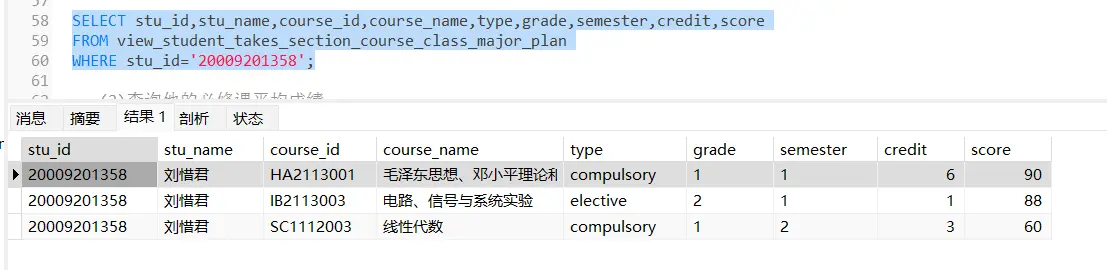 58 SELECT stu_id,stu_name,course_id,course_name,type,grade,semester,credit,score
59 FROM view_student_takes_section_course_class_major_plan
60 WHERE stu_id='20009201358';
61
消息 摘要 结果 1 剖析 状态
stu_id stu_name course_id course_name type grade semester credit score
20009201358 刘惜君 HA2113001 毛泽东思想、邓小平理论和 compulsory 1 1 6 90
20009201358 刘惜君 IB2113003 电路、信号与系统实验 elective 2 1 1 88
20009201358 刘惜君 SC1112003 线性代数 compulsory 1 2 3 60